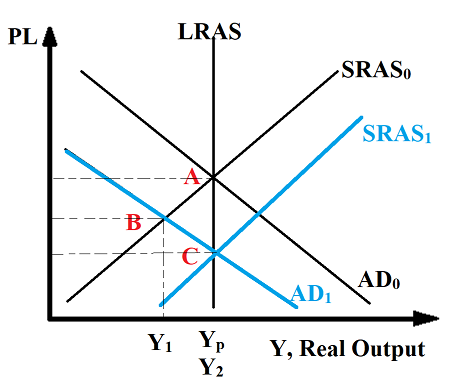 LRAS
PL
SRAS₀
SRAS₁
A
B
C
AD₀
AD₁
Y₁
Yₚ
Y, Real Output
Y₂